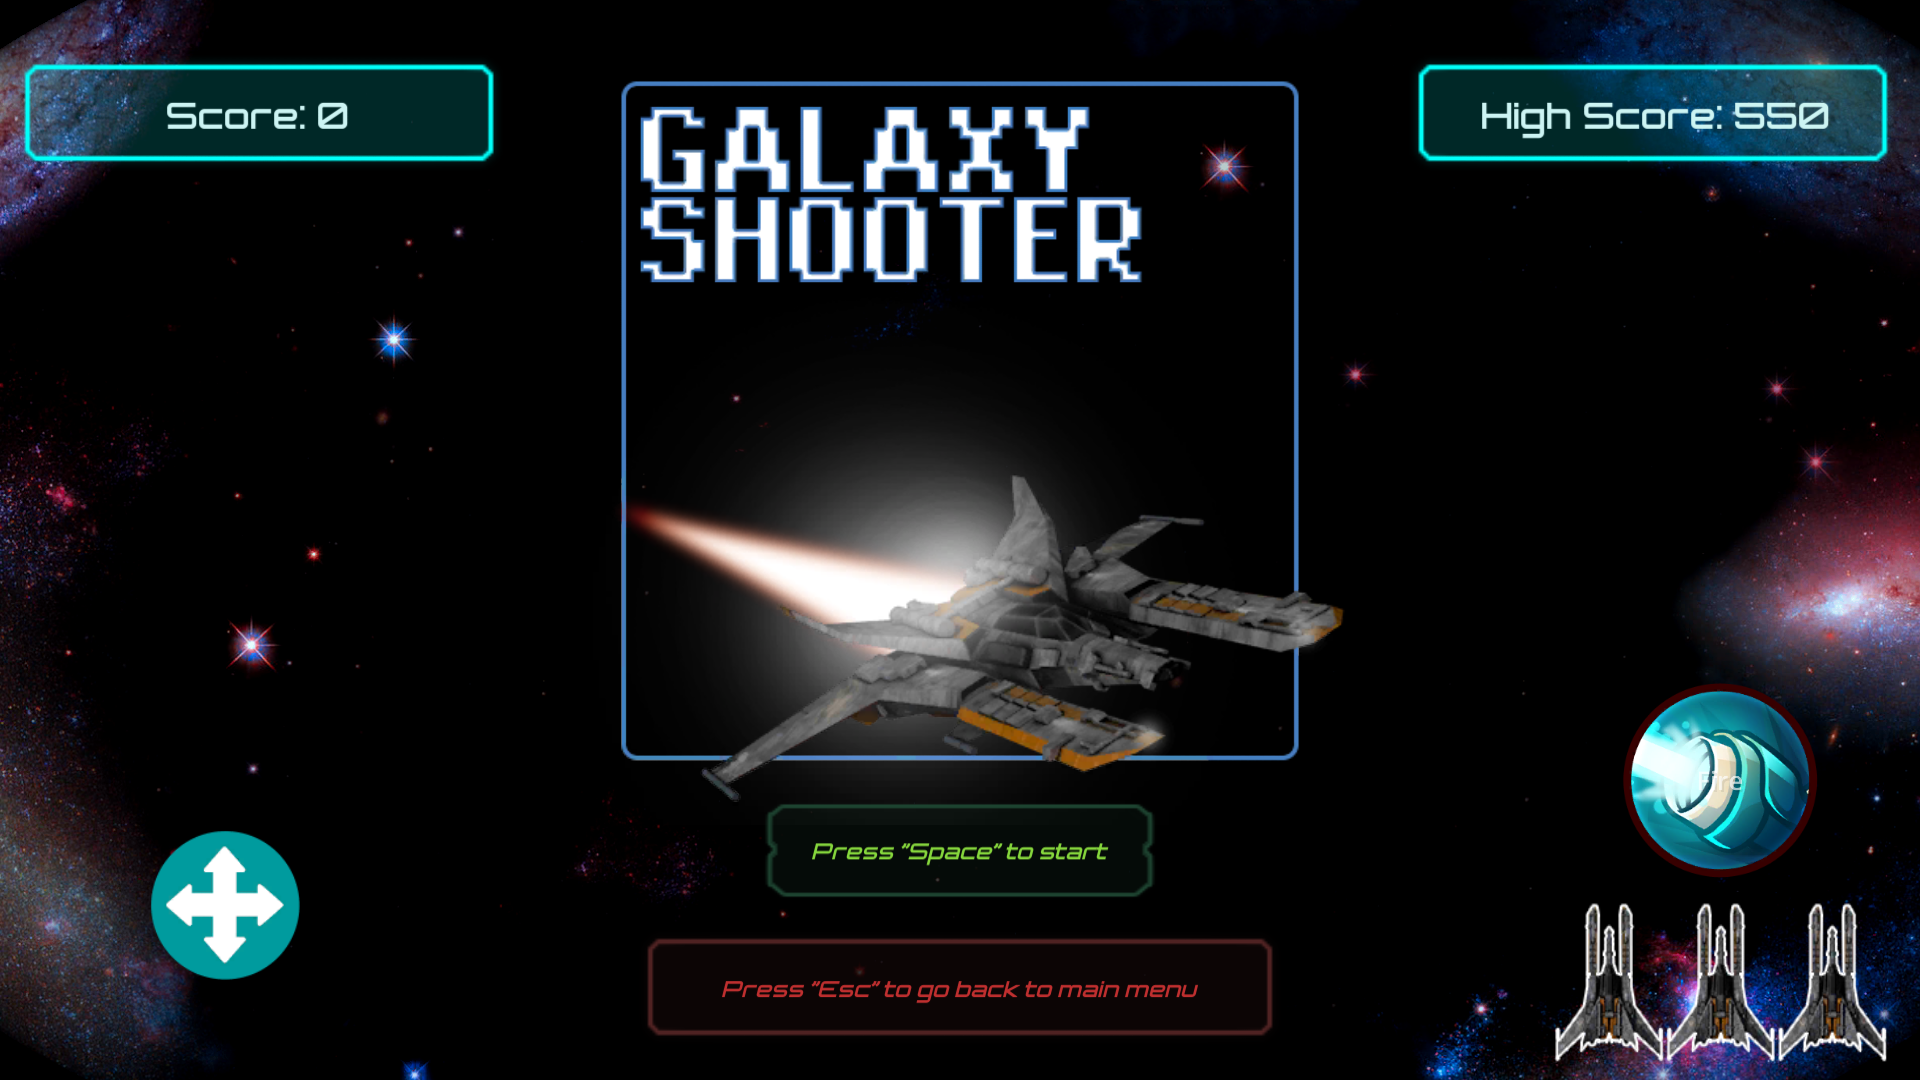 Score: 0
High Score: 550
GALAXY
SHOOTER
Fire
Press “Space” to start
Press “Esc” to go back to main menu